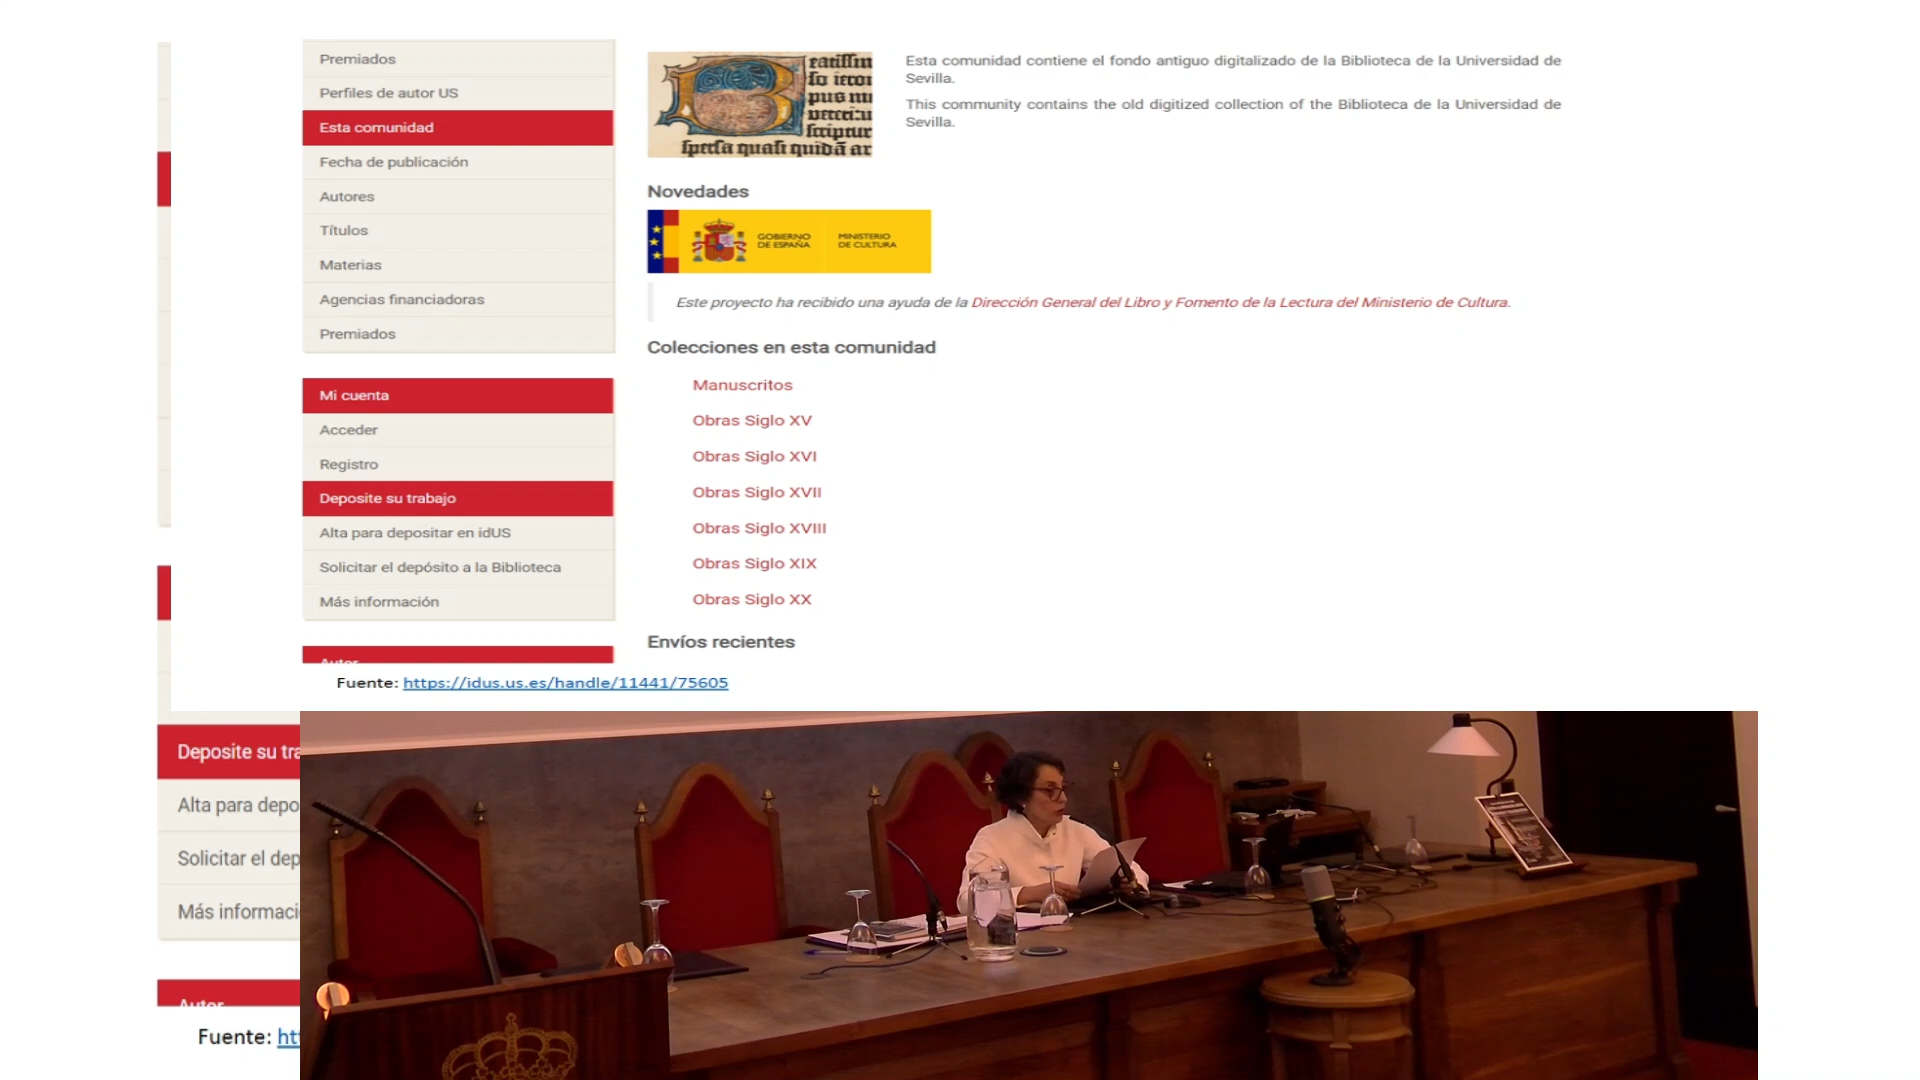 Premiados
Perfiles de autor US
Esta comunidad
Fecha de publicación
Autores
Títulos
Materias
Agencias financiadoras
Premiados
Mi cuenta
Acceder
Registro
Deposite su trabajo
Alta para depositar en idUS
Solicitar el depósito a la Biblioteca
Más información
Autor
Esta comunidad contiene el fondo antiguo digitalizado de la Biblioteca de la Universidad de
Sevilla.
This community contains the old digitized collection of the Biblioteca de la Universidad de
Sevilla.
Novedades
GOBIERNO
DE ESPAÑA
MINISTERIO
DE CULTURA
Este proyecto ha recibido una ayuda de la Dirección General del Libro y Fomento de la Lectura del Ministerio de Cultura.
Colecciones en esta comunidad
Manuscritos
Obras Siglo XV
Obras Siglo XVI
Obras Siglo XVII
Obras Siglo XVIII
Obras Siglo XIX
Obras Siglo XX
Envíos recientes
Fuente: https://idus.us.es/handle/11441/75605
Deposite su tra
Alta para depo
Solicitar el dep
Más informaci
Autor
Fuente: htt